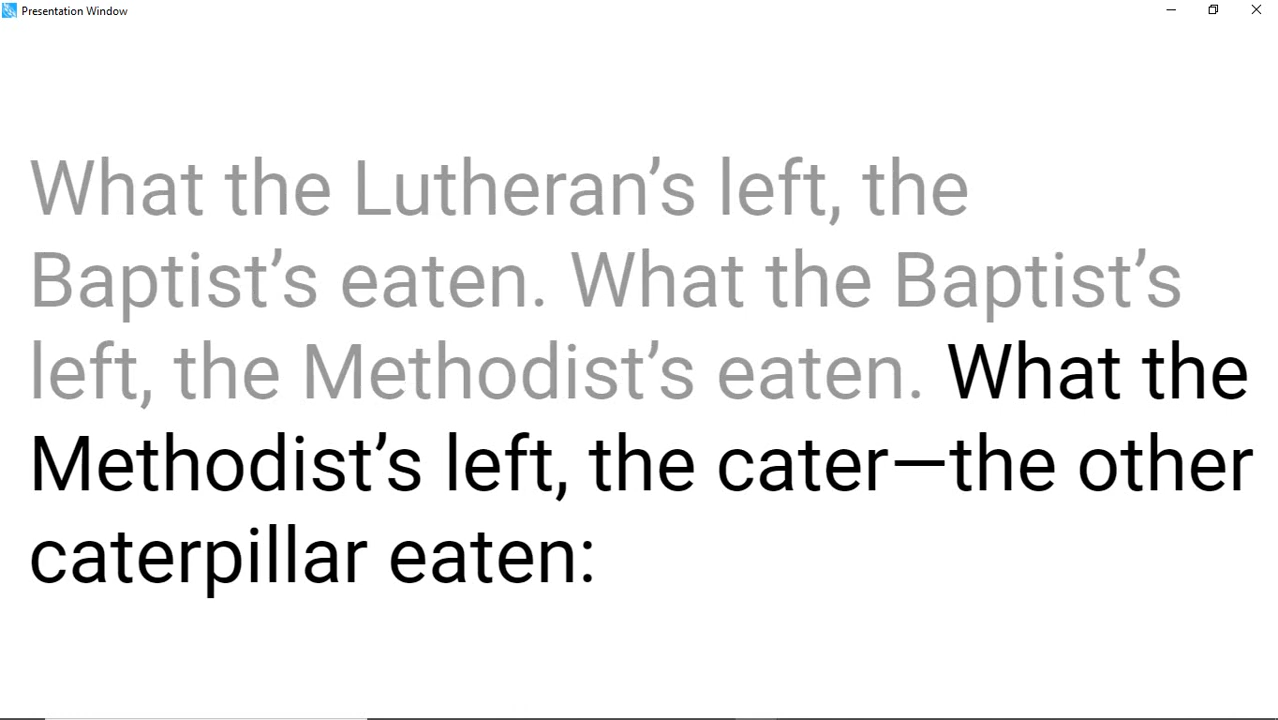 Presentation Window
What the Lutheran’s left, the
Baptist’s eaten. What the Baptist’s
left, the Methodist’s eaten. What the
Methodist’s left, the cater—the other
caterpillar eaten: